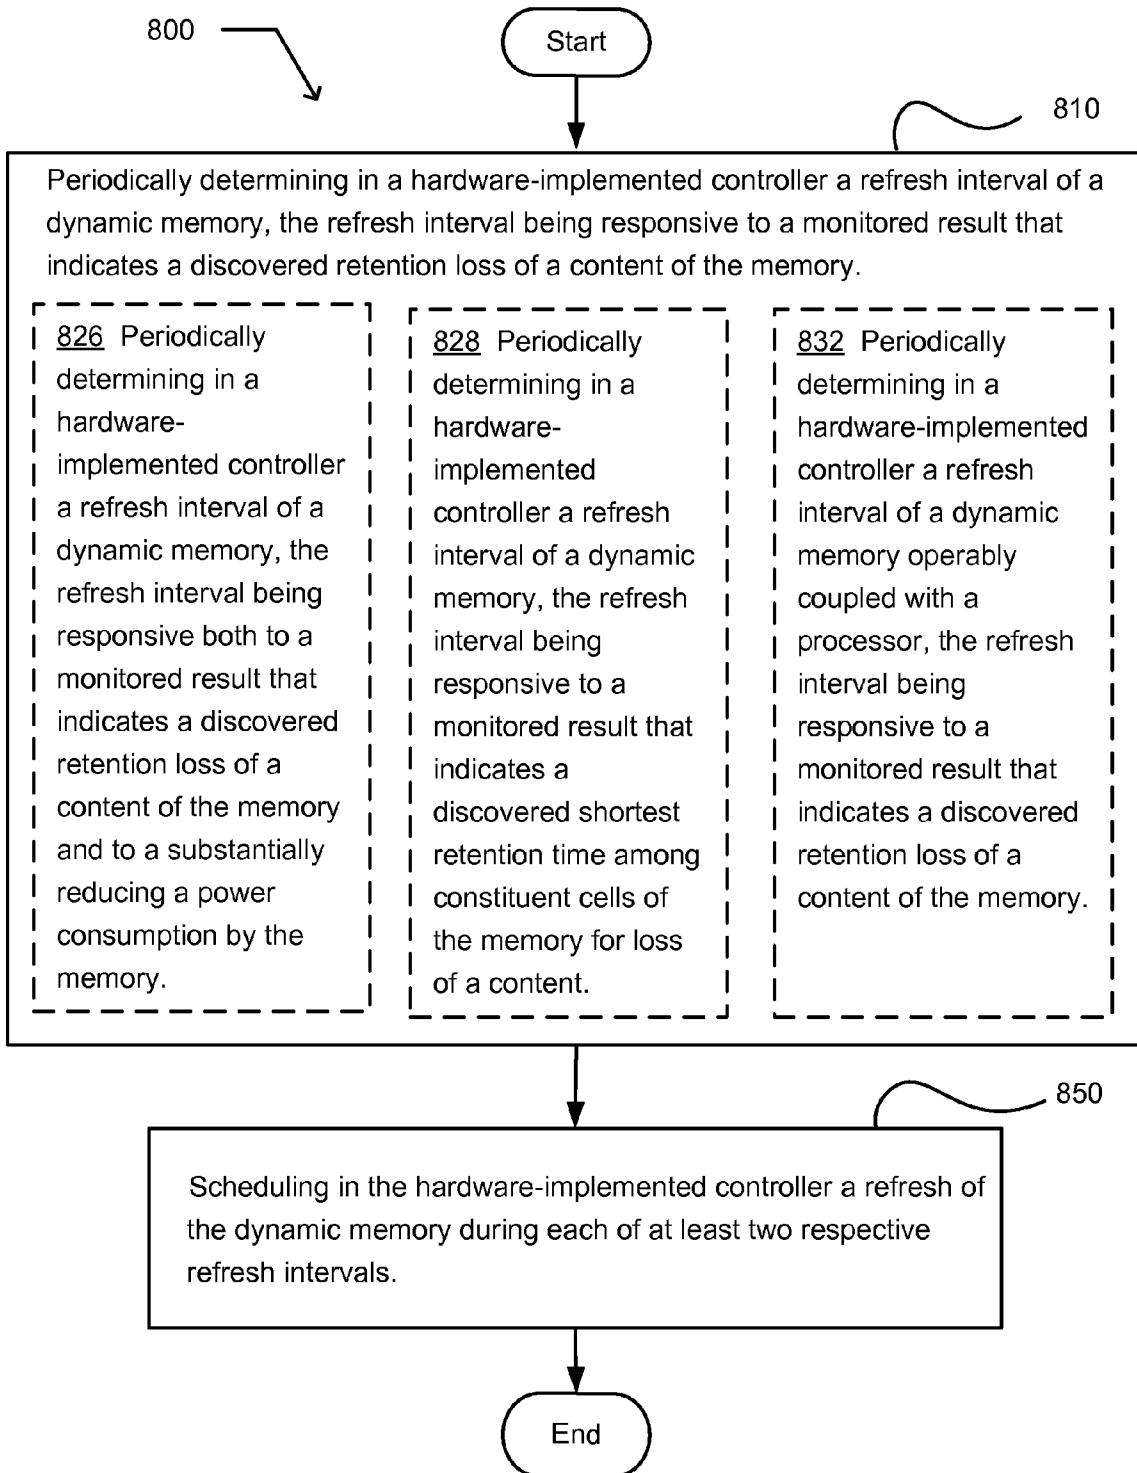 800
Start
810
Periodically determining in a hardware-implemented controller a refresh interval of a
dynamic memory, the refresh interval being responsive to a monitored result that
indicates a discovered retention loss of a content of the memory.
826 Periodically
determining in a
hardware-
implemented controller
a refresh interval of a
dynamic memory, the
refresh interval being
responsive both to a
monitored result that
indicates a discovered
retention loss of a
content of the memory
and to a substantially
reducing a power
consumption by the
memory.
828 Periodically
determining in a
hardware-
implemented
controller a refresh
interval of a dynamic
memory, the refresh
interval being
responsive to a
monitored result that
indicates a
discovered shortest
retention time among
constituent cells of
the memory for loss
of a content.
832 Periodically
determining in a
hardware-implemented
controller a refresh
interval of a dynamic
memory operably
coupled with a
processor, the refresh
interval being
responsive to a
monitored result that
indicates a discovered
retention loss of a
content of the memory.
850
Scheduling in the hardware-implemented controller a refresh of
the dynamic memory during each of at least two respective
refresh intervals.
End